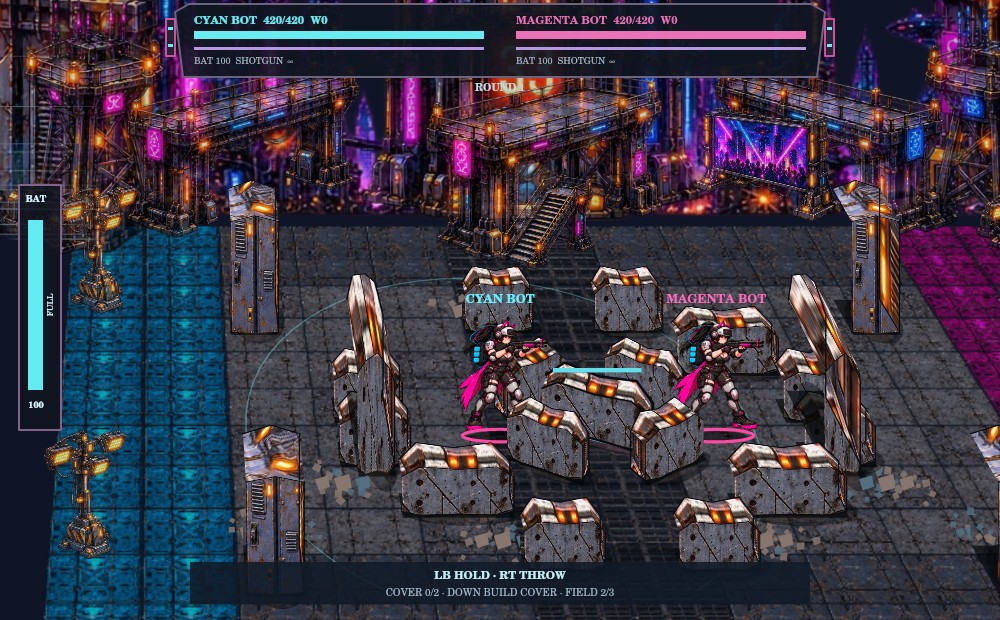 CYAN BOT 420/420 W0
MAGENTA BOT 420/420 W0
BAT 100 SHOTGUN ∞
BAT 100 SHOTGUN ∞
ROUND 1
BAT
FULL
100
CYAN BOT
MAGENTA BOT
LB HOLD · RT THROW
COVER 0/2 · DOWN BUILD COVER · FIELD 2/3